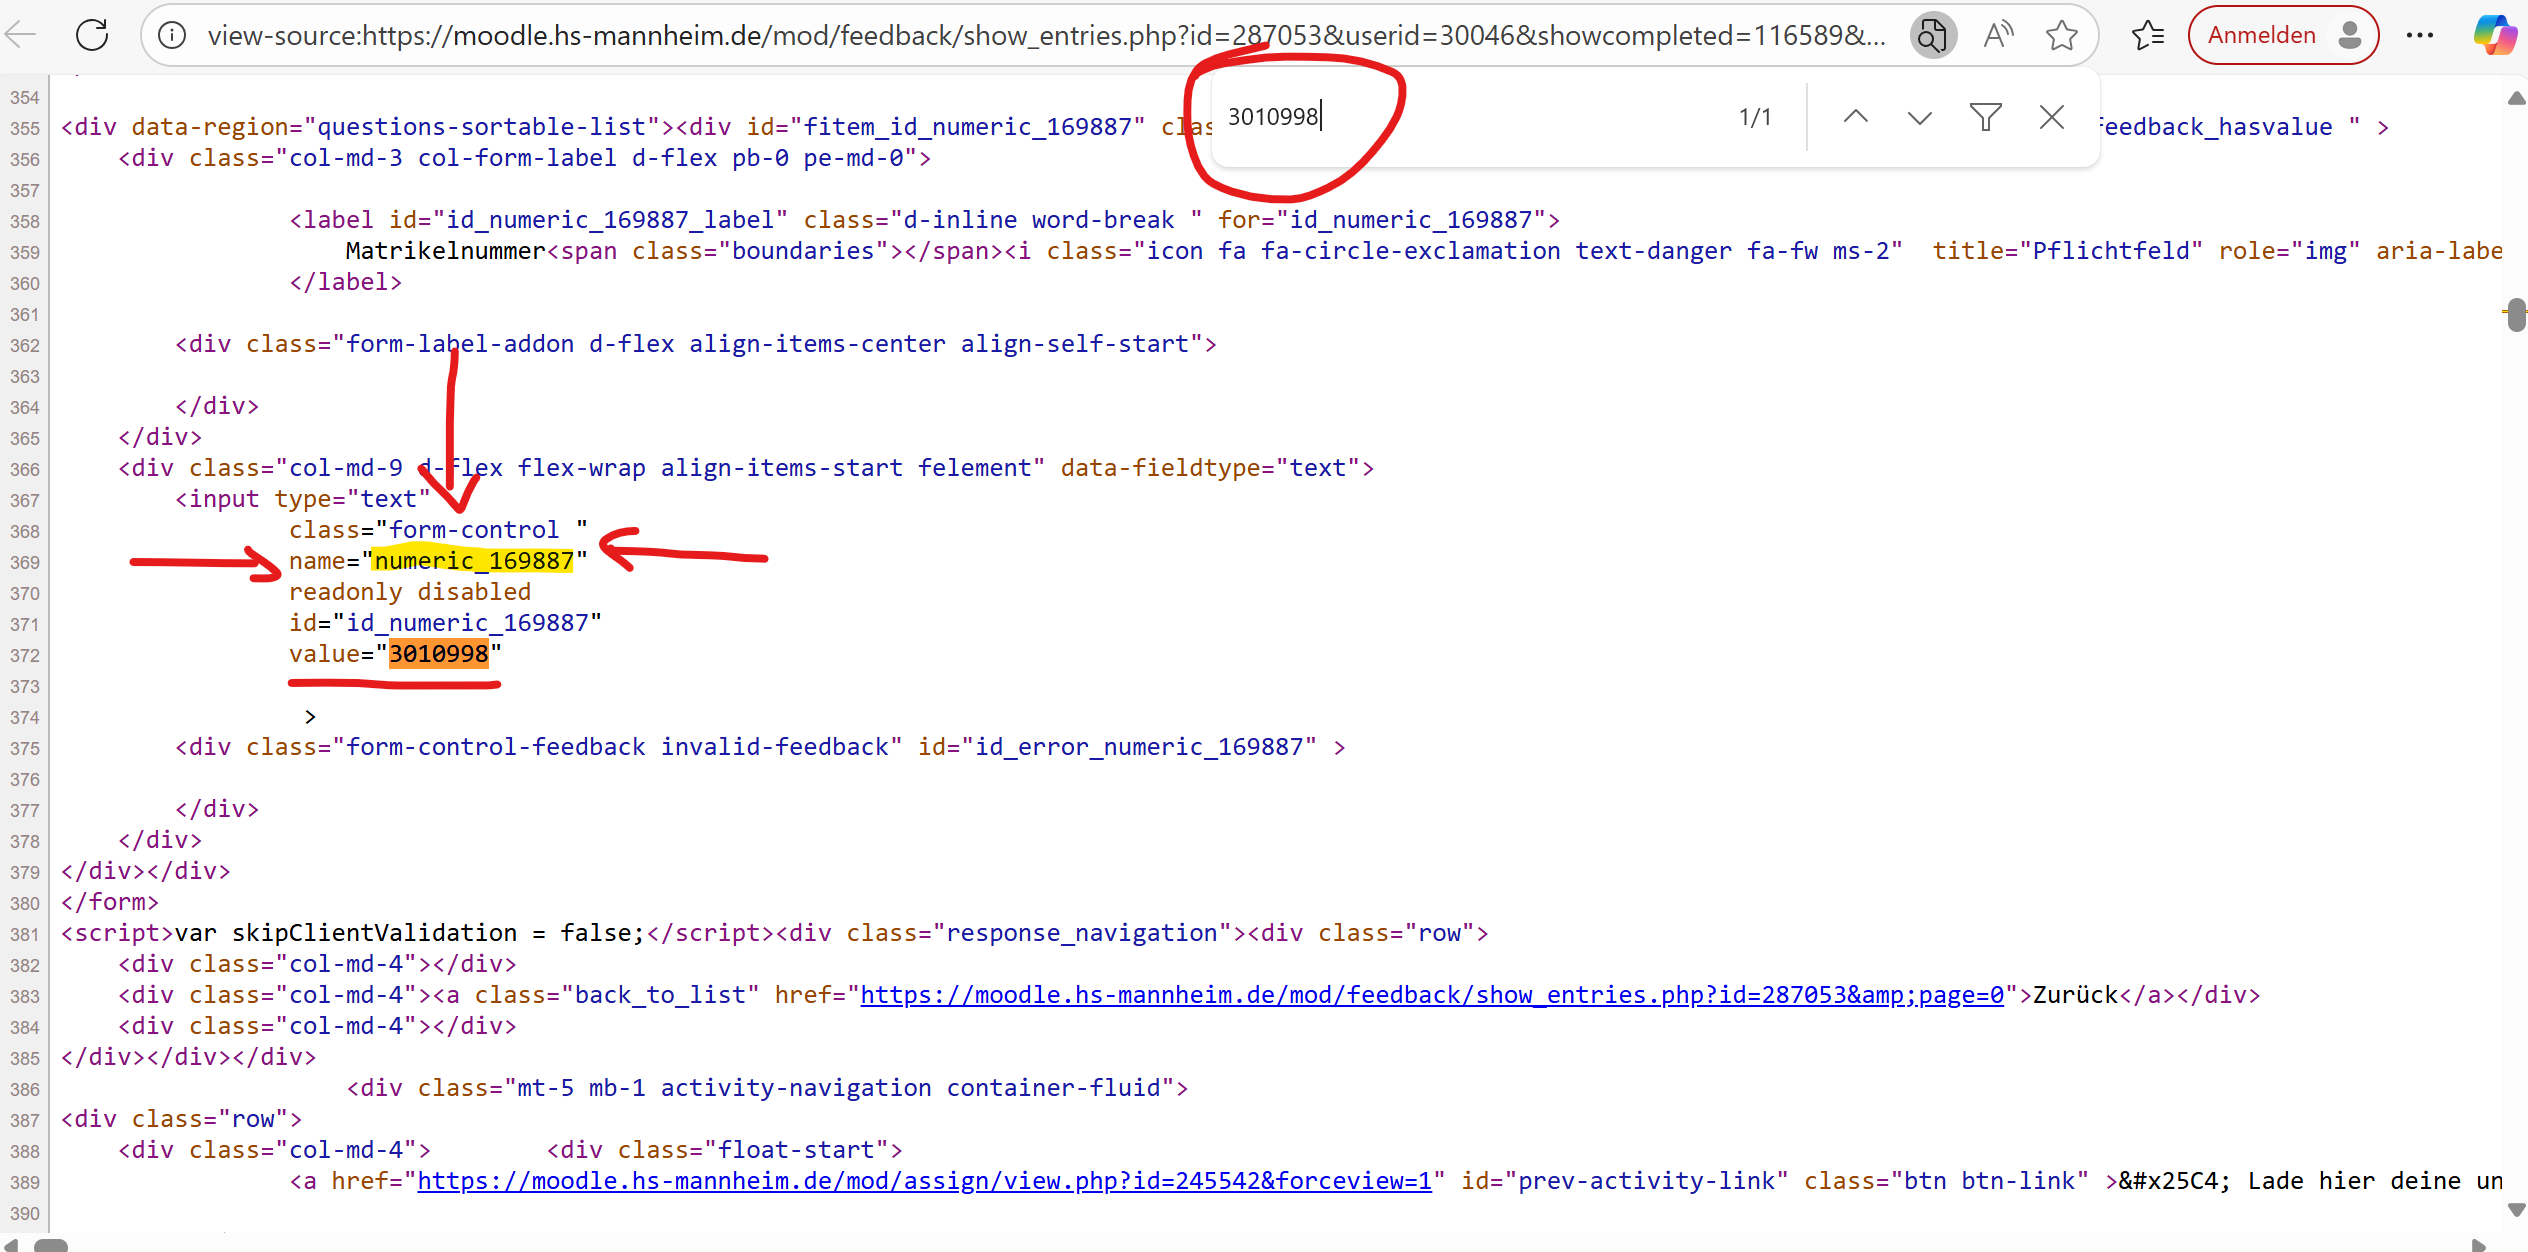 view-source:https://moodle.hs-mannheim.de/mod/feedback/show_entries.php?id=287053&userid=30046&showcompleted=116589&...
Anmelden
3010998
1/1
354
355 <div data-region="questions-sortable-list"><div id="fitem_id_numeric_169887" clas feedback_hasvalue " >
356 <div class="col-md-3 col-form-label d-flex pb-0 pe-md-0">
357
358 <label id="id_numeric_169887_label" class="d-inline word-break " for="id_numeric_169887">
359 Matrikelnummer<span class="boundaries"></span><i class="icon fa fa-circle-exclamation text-danger fa-fw ms-2" title="Pflichtfeld" role="img" aria-labe
360 </label>
361
362 <div class="form-label-addon d-flex align-items-center align-self-start">
363
364 </div>
365 </div>
366 <div class="col-md-9 d-flex flex-wrap align-items-start felement" data-fieldtype="text">
367 <input type="text"
368 class="form-control "
369 name="numeric_169887"
370 readonly disabled
371 id="id_numeric_169887"
372 value="3010998"
373
374 >
375 <div class="form-control-feedback invalid-feedback" id="id_error_numeric_169887" >
376
377 </div>
378 </div>
379 </div></div>
380 </form>
381 <script>var skipClientValidation = false;</script><div class="response_navigation"><div class="row">
382 <div class="col-md-4"></div>
383 <div class="col-md-4"><a class="back_to_list" href="https://moodle.hs-mannheim.de/mod/feedback/show_entries.php?id=287053&amp;page=0">Zurück</a></div>
384 <div class="col-md-4"></div>
385 </div></div></div>
386 <div class="mt-5 mb-1 activity-navigation container-fluid">
387 <div class="row">
388 <div class="col-md-4"> <div class="float-start">
389 <a href="https://moodle.hs-mannheim.de/mod/assign/view.php?id=245542&forceview=1" id="prev-activity-link" class="btn btn-link" >&#x25C4; Lade hier deine un
390